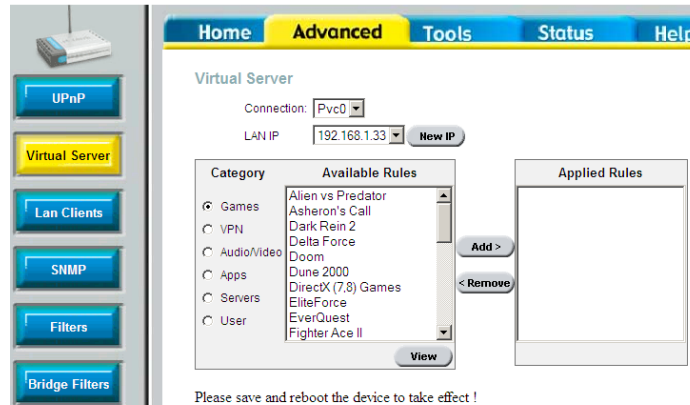 Home Advanced Tools Status Help
UPnP
Virtual Server
Lan Clients
SNMP
Filters
Bridge Filters
Virtual Server
Connection: Pvc0
LAN IP 192.168.1.33 New IP
Category Available Rules Applied Rules
Games
VPN
Audio/Video
Apps
Servers
User
Alien vs Predator
Asheron's Call
Dark Rein 2
Delta Force
Doom
Dune 2000
DirectX (7,8) Games
EliteForce
EverQuest
Fighter Ace II
Add >
< Remove
View
Please save and reboot the device to take effect !